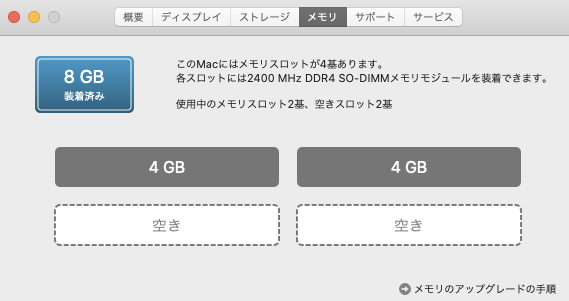 概要 ディスプレイ ストレージ メモリ サポート サービス
8 GB
装着済み
このMacにはメモリスロットが4基あります。
各スロットには2400 MHz DDR4 SO-DIMMメモリモジュールを装着できます。
使用中のメモリスロット2基、空きスロット2基
4 GB 4 GB
空き 空き
メモリのアップグレードの手順